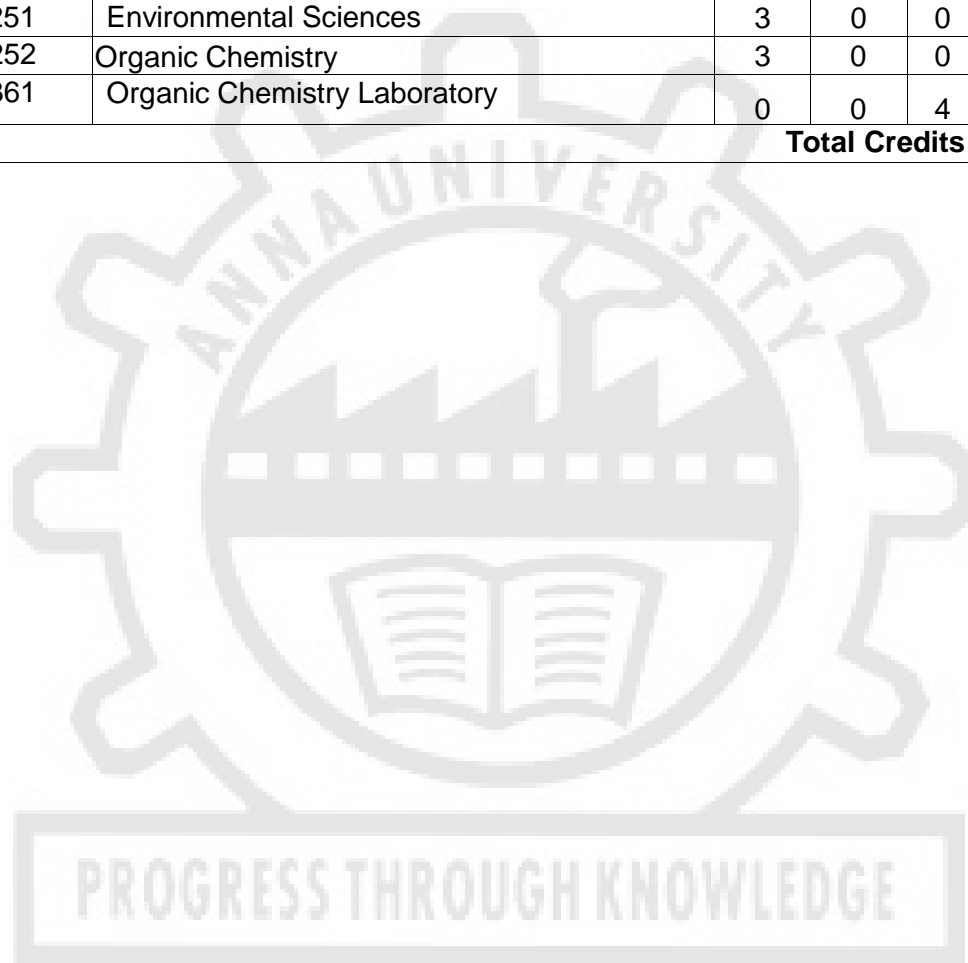 251 Environmental Sciences 3 0 0
252 Organic Chemistry 3 0 0
361 Organic Chemistry Laboratory 0 0 4
Total Credits
ANNA UNIVERSITY
PROGRESS THROUGH KNOWLEDGE